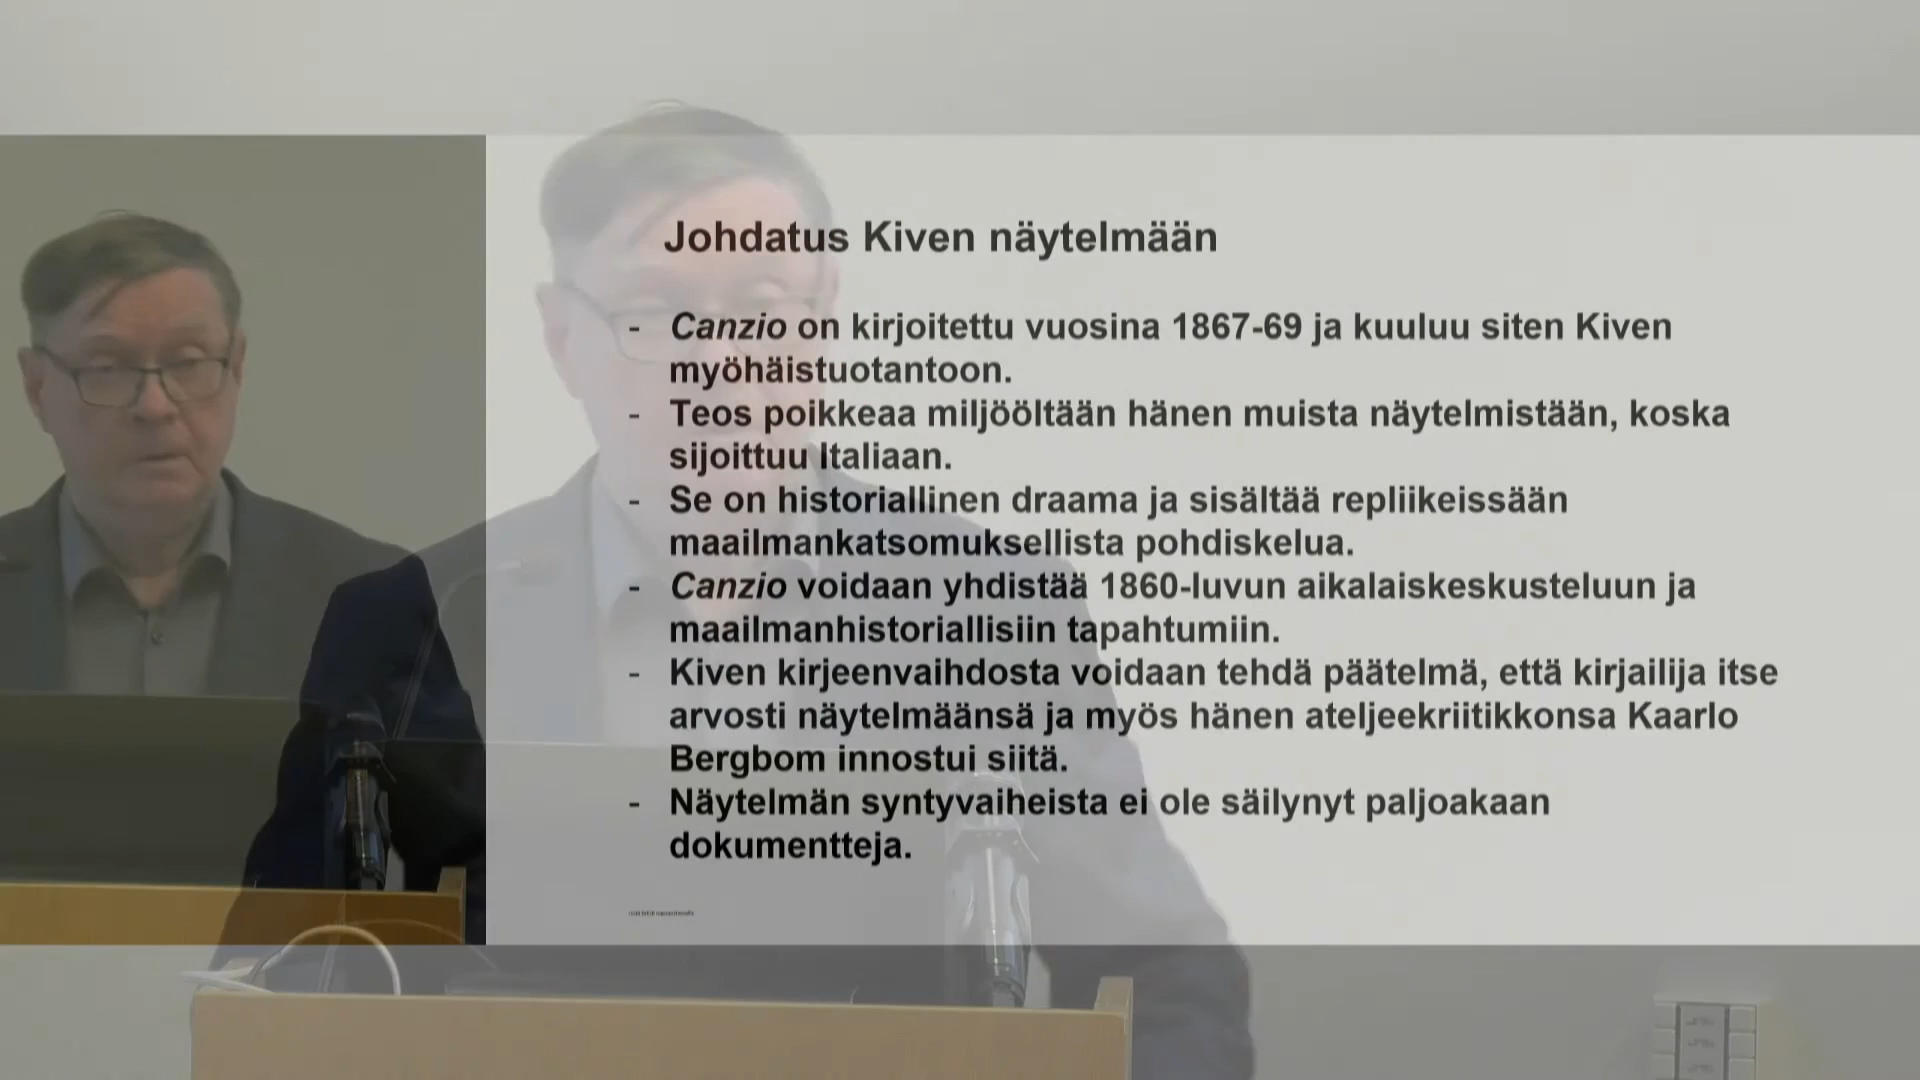 Johdatus Kiven näytelmään
- Canzio on kirjoitettu vuosina 1867-69 ja kuuluu siten Kiven
myöhäistuotantoon.
- Teos poikkeaa miljööltään hänen muista näytelmistään, koska
sijoittuu Italiaan.
- Se on historiallinen draama ja sisältää repliikeissään
maailmankatsomuksellista pohdiskelua.
- Canzio voidaan yhdistää 1860-luvun aikalaiskeskusteluun ja
maailmanhistoriallisiin tapahtumiin.
- Kiven kirjeenvaihdosta voidaan tehdä päätelmä, että kirjailija itse
arvosti näytelmäänsä ja myös hänen ateljeekriitikkonsa Kaarlo
Bergbom innostui siitä.
- Näytelmän syntyvaiheista ei ole säilynyt paljoakaan
dokumentteja.